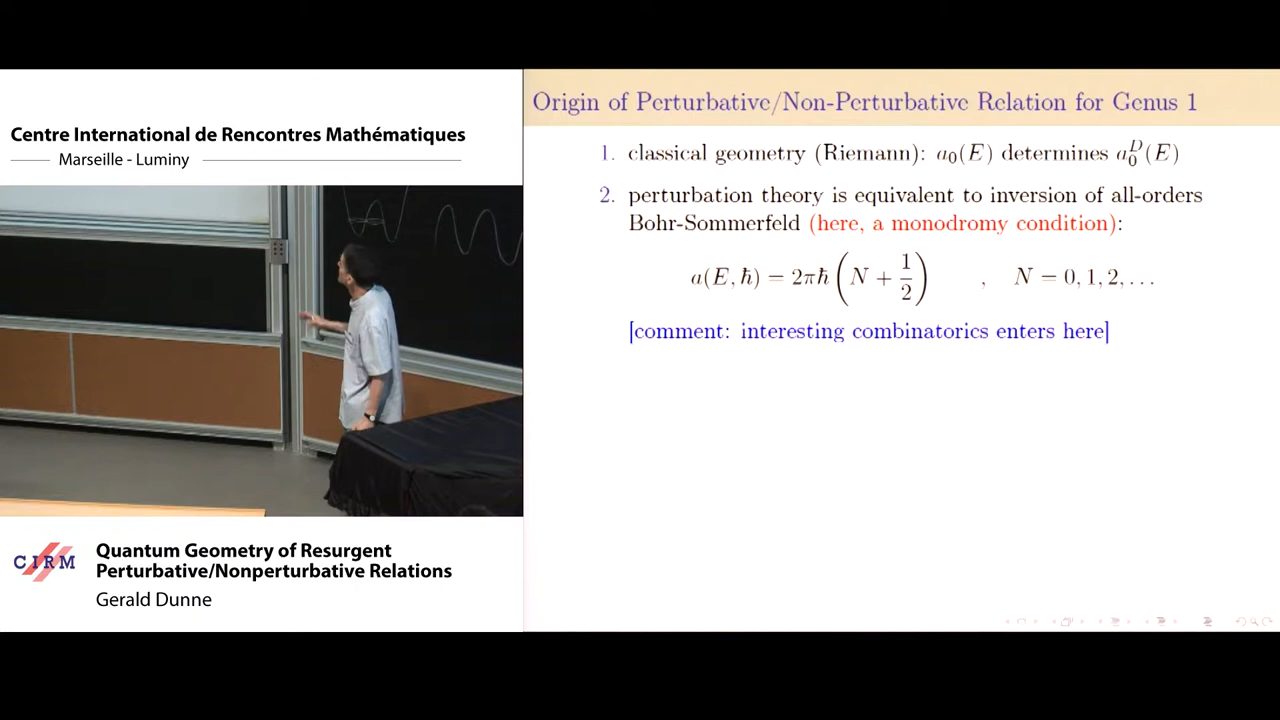 Centre International de Rencontres Mathématiques
Marseille - Luminy
CIRM
Quantum Geometry of Resurgent
Perturbative/Nonperturbative Relations
Gerald Dunne
Origin of Perturbative/Non-Perturbative Relation for Genus 1
1. classical geometry (Riemann): a₀(E) determines a₀ᴰ(E)
2. perturbation theory is equivalent to inversion of all-orders
Bohr-Sommerfeld (here, a monodromy condition):
a(E, ℏ) = 2πℏ (N + 1/2) , N = 0, 1, 2, …
[comment: interesting combinatorics enters here]